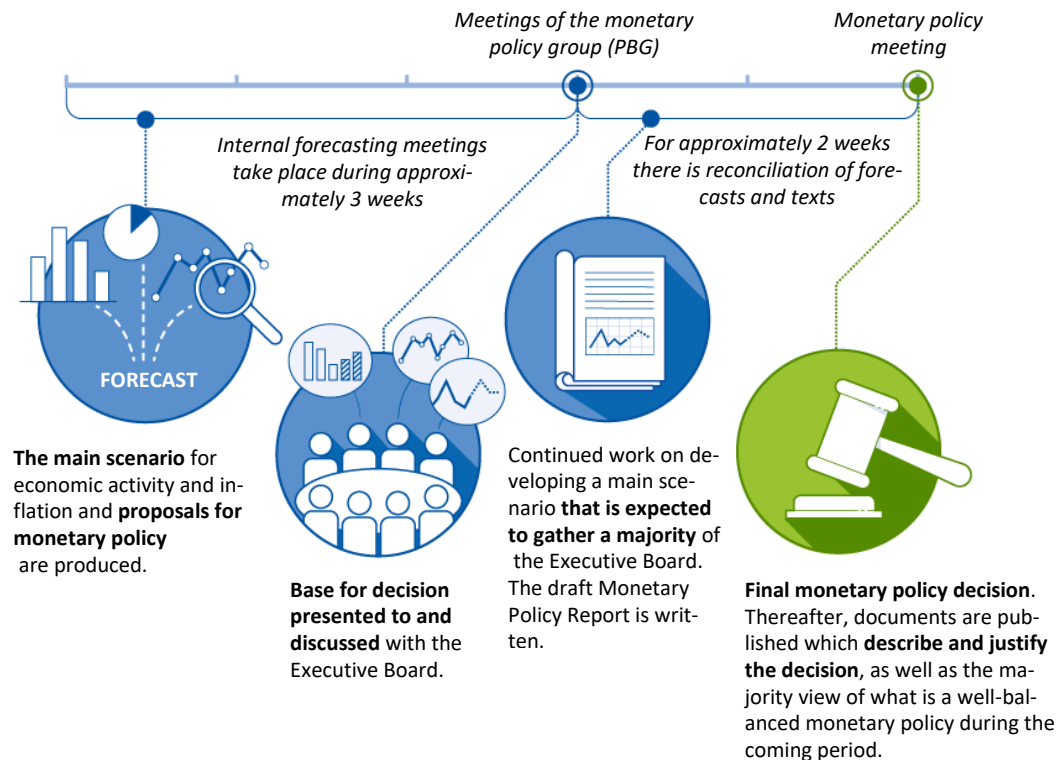 Meetings of the monetary
policy group (PBG)
Monetary policy
meeting
Internal forecasting meetings
take place during approxi-
mately 3 weeks
For approximately 2 weeks
there is reconciliation of fore-
casts and texts
FORECAST
The main scenario for
economic activity and in-
flation and proposals for
monetary policy
are produced.
Base for decision
presented to and
discussed with the
Executive Board.
Continued work on de-
veloping a main sce-
nario that is expected
to gather a majority of
the Executive Board.
The draft Monetary
Policy Report is writ-
ten.
Final monetary policy decision.
Thereafter, documents are pub-
lished which describe and justify
the decision, as well as the ma-
jority view of what is a well-bal-
anced monetary policy during the
coming period.